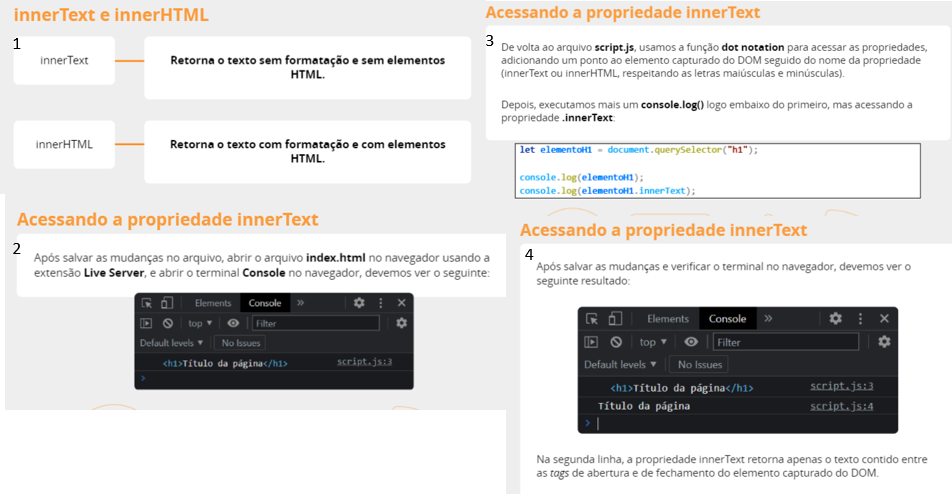 innerText e innerHTML
1
innerText
Retorna o texto sem formatação e sem elementos
HTML.
innerHTML
Retorna o texto com formatação e com elementos
HTML.
Acessando a propriedade innerText
2
Após salvar as mudanças no arquivo, abrir o arquivo index.html no navegador usando a
extensão Live Server, e abrir o terminal Console no navegador, devemos ver o seguinte:
Elements Console »
top ▼ Filter
Default levels ▼ No Issues
<h1>Título da página</h1> script.js:3
>
Acessando a propriedade innerText
3
De volta ao arquivo script.js, usamos a função dot notation para acessar as propriedades,
adicionando um ponto ao elemento capturado do DOM seguido do nome da propriedade
(innerText ou innerHTML, respeitando as letras maiúsculas e minúsculas).
Depois, executamos mais um console.log() logo embaixo do primeiro, mas acessando a
propriedade .innerText:
let elementoH1 = document.querySelector("h1");
console.log(elementoH1);
console.log(elementoH1.innerText);
Acessando a propriedade innerText
4
Após salvar as mudanças e verificar o terminal no navegador, devemos ver o
seguinte resultado:
Elements Console »
top ▼ Filter
Default levels ▼ No Issues
<h1>Título da página</h1> script.js:3
Título da página script.js:4
>
Na segunda linha, a propriedade innerText retorna apenas o texto contido entre
as tags de abertura e de fechamento do elemento capturado do DOM.